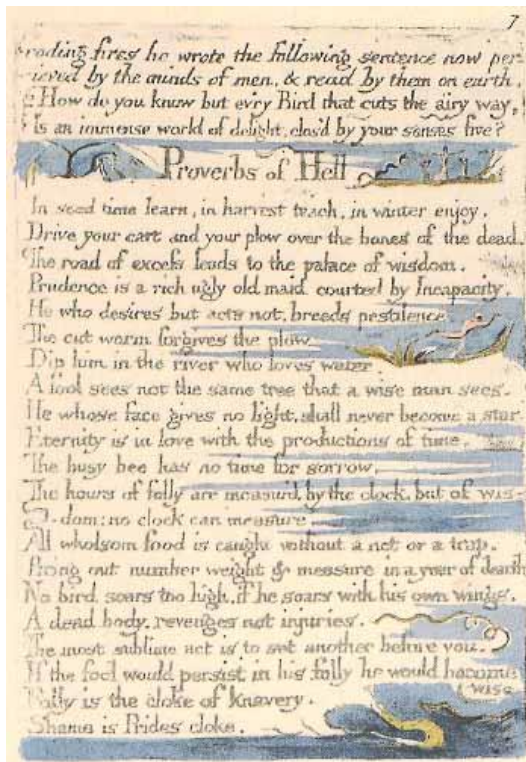 7
roding fires he wrote the following sentence now per
ieved by the minds of men, & read by them on earth.
How do you know but ev'ry Bird that cuts the airy way,
Is an immense world of delight, clos'd by your senses five?
Proverbs of Hell
In seed time learn, in harvest teach, in winter enjoy.
Drive your cart and your plow over the bones of the dead.
The road of excess leads to the palace of wisdom.
Prudence is a rich ugly old maid courted by Incapacity.
He who desires but acts not, breeds pestilence.
The cut worm forgives the plow.
Dip him in the river who loves water.
A fool sees not the same tree that a wise man sees.
He whose face gives no light, shall never become a star.
Eternity is in love with the productions of time.
The busy bee has no time for sorrow.
The hours of folly are measur'd by the clock, but of wis-
-dom: no clock can measure.
All wholsom food is caught without a net or a trap.
Bring out number weight & measure in a year of dearth.
No bird soars too high, if he soars with his own wings.
A dead body, revenges not injuries.
The most sublime act is to set another before you.
If the fool would persist in his folly he would become
wise
Folly is the cloke of knavery.
Shame is Prides cloke.